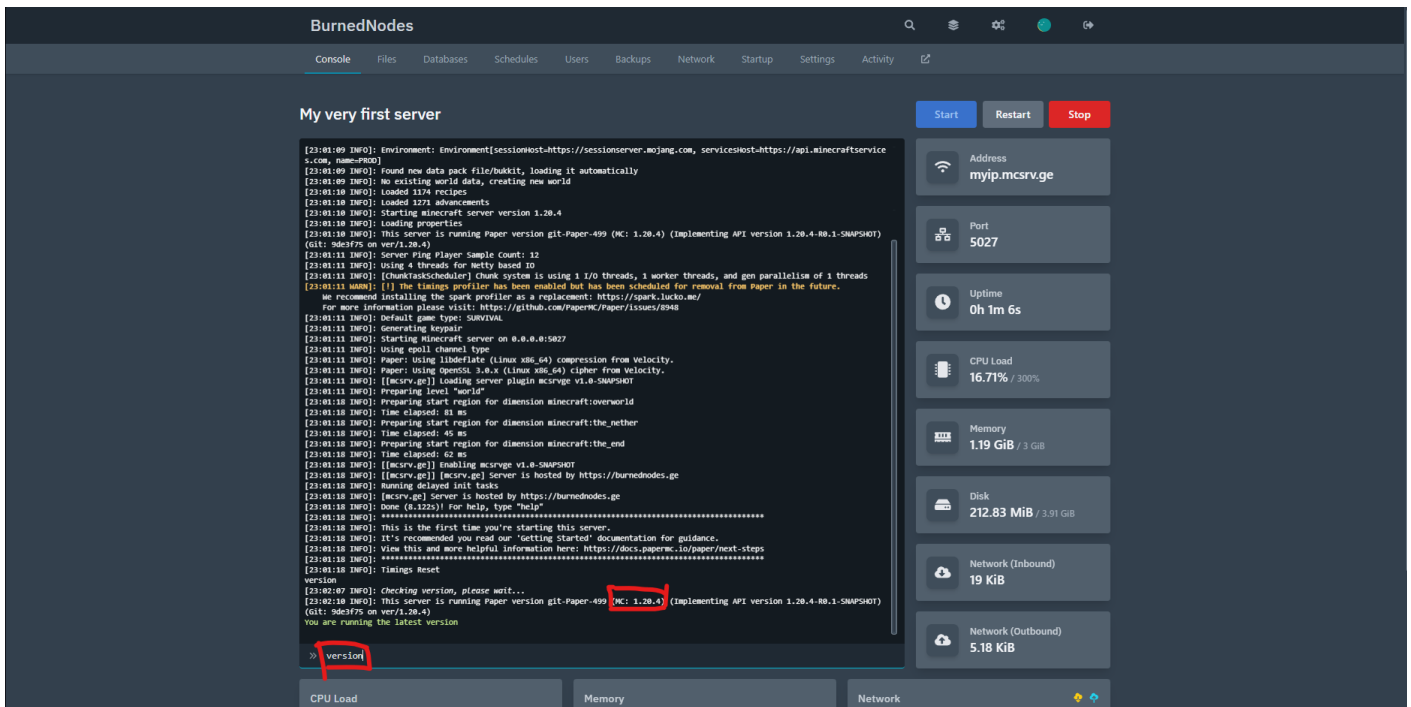 BurnedNodes
Console Files Databases Schedules Users Backups Network Startup Settings Activity
My very first server
Start Restart Stop
[23:01:09 INFO]: Environment: Environment[sessionHost=https://sessionserver.mojang.com, servicesHost=https://api.minecraftservice
s.com, name=PROD]
[23:01:09 INFO]: Found new data pack file/bukkit, loading it automatically
[23:01:09 INFO]: No existing world data, creating new world
[23:01:10 INFO]: Loaded 1174 recipes
[23:01:10 INFO]: Loaded 1271 advancements
[23:01:10 INFO]: Starting minecraft server version 1.20.4
[23:01:10 INFO]: Loading properties
[23:01:10 INFO]: This server is running Paper version git-Paper-499 (MC: 1.20.4) (Implementing API version 1.20.4-R0.1-SNAPSHOT)
(Git: 9de3f75 on ver/1.20.4)
[23:01:11 INFO]: Server Ping Player Sample Count: 12
[23:01:11 INFO]: Using 4 threads for Netty based IO
[23:01:11 INFO]: [ChunkTaskScheduler] Chunk system is using 1 I/O threads, 1 worker threads, and gen parallelism of 1 threads
[23:01:11 WARN]: [!] The timings profiler has been enabled but has been scheduled for removal from Paper in the future.
We recommend installing the spark profiler as a replacement: https://spark.lucko.me/
For more information please visit: https://github.com/PaperMC/Paper/issues/8948
[23:01:11 INFO]: Default game type: SURVIVAL
[23:01:11 INFO]: Generating keypair
[23:01:11 INFO]: Starting Minecraft server on 0.0.0.0:5027
[23:01:11 INFO]: Using epoll channel type
[23:01:11 INFO]: Paper: Using libdeflate (Linux x86_64) compression from Velocity.
[23:01:11 INFO]: Paper: Using OpenSSL 3.0.x (Linux x86_64) cipher from Velocity.
[23:01:11 INFO]: [[mcsrv.ge]] Loading server plugin mcsrvge v1.0-SNAPSHOT
[23:01:11 INFO]: Preparing level "world"
[23:01:18 INFO]: Preparing start region for dimension minecraft:overworld
[23:01:18 INFO]: Time elapsed: 81 ms
[23:01:18 INFO]: Preparing start region for dimension minecraft:the_nether
[23:01:18 INFO]: Time elapsed: 45 ms
[23:01:18 INFO]: Preparing start region for dimension minecraft:the_end
[23:01:18 INFO]: Time elapsed: 62 ms
[23:01:18 INFO]: [[mcsrv.ge]] Enabling mcsrvge v1.0-SNAPSHOT
[23:01:18 INFO]: [[mcsrv.ge]] [mcsrv.ge] Server is hosted by https://burnednodes.ge
[23:01:18 INFO]: Running delayed init tasks
[23:01:18 INFO]: [mcsrv.ge] Server is hosted by https://burnednodes.ge
[23:01:18 INFO]: Done (8.122s)! For help, type "help"
[23:01:18 INFO]: *************************************************************************************
[23:01:18 INFO]: This is the first time you're starting this server.
[23:01:18 INFO]: It's recommended you read our 'Getting Started' documentation for guidance.
[23:01:18 INFO]: View this and more helpful information here: https://docs.papermc.io/paper/next-steps
[23:01:18 INFO]: *************************************************************************************
[23:01:18 INFO]: Timings Reset
version
[23:02:07 INFO]: Checking version, please wait...
[23:02:10 INFO]: This server is running Paper version git-Paper-499 (MC: 1.20.4) (Implementing API version 1.20.4-R0.1-SNAPSHOT)
(Git: 9de3f75 on ver/1.20.4)
You are running the latest version
» version
Address
myip.mcsrv.ge
Port
5027
Uptime
0h 1m 6s
CPU Load
16.71% / 300%
Memory
1.19 GiB / 3 GiB
Disk
212.83 MiB / 3.91 GiB
Network (Inbound)
19 KiB
Network (Outbound)
5.18 KiB
CPU Load
Memory
Network